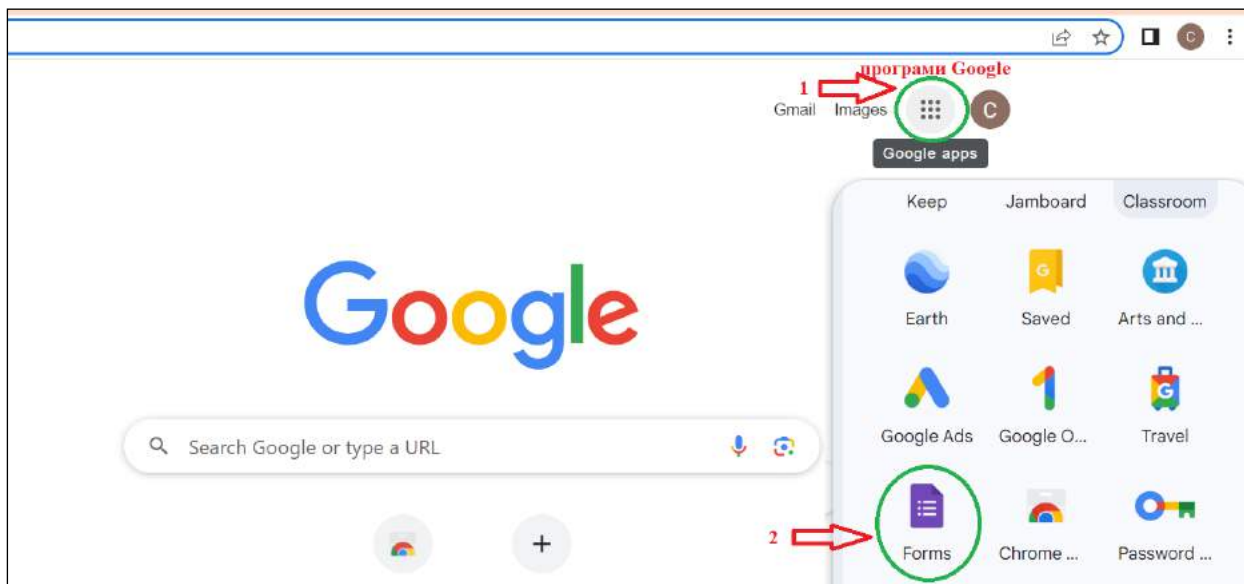 C
програми Google
1
Gmail Images C
Google apps
Keep Jamboard Classroom
G
Earth Saved Arts and ...
Google
G
Google Ads Google O... Travel
Search Google or type a URL
2
Forms Chrome ... Password ...